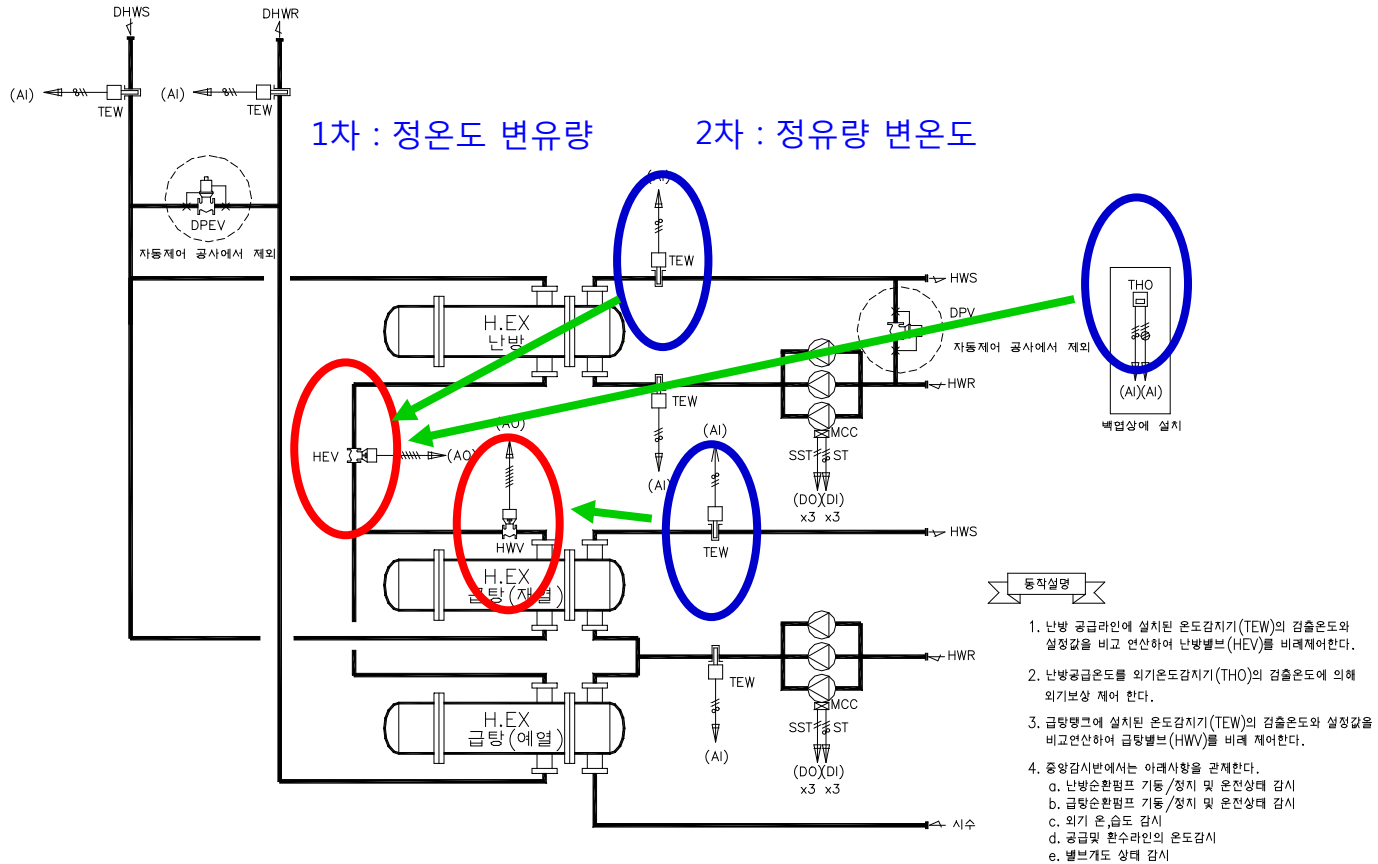 DHWS
DHWR
(AI)
TEW
(AI)
TEW
1차 : 정온도 변유량
2차 : 정유량 변온도
(AI)
DPEV
자동제어 공사에서 제외
TEW
HWS
THO
DPV
H.EX
난방
자동제어 공사에서 제외
HWR
(AI)(AI)
TEW
백엽상에 설치
MCC
(AO)
(AI)
HEV
(AO)
SST
ST
(AI)
(DO)(DI)
x3 x3
HWS
HWV
TEW
H.EX
급탕(재열)
동작설명
1. 난방 공급라인에 설치된 온도감지기(TEW)의 검출온도와
설정값을 비교 연산하여 난방밸브(HEV)를 비례제어한다.
HWR
2. 난방공급온도를 외기온도감지기(THO)의 검출온도에 의해
외기보상 제어 한다.
TEW
MCC
H.EX
급탕(예열)
SST
ST
3. 급탕탱크에 설치된 온도감지기(TEW)의 검출온도와 설정값을
비교연산하여 급탕밸브(HWV)를 비례 제어한다.
(AI)
(DO)(DI)
x3 x3
4. 중앙감시반에서는 아래사항을 관제한다.
a. 난방순환펌프 기동/정지 및 운전상태 감시
b. 급탕순환펌프 기동/정지 및 운전상태 감시
시수
c. 외기 온,습도 감시
d. 공급및 환수라인의 온도감시
e. 밸브개도 상태 감시